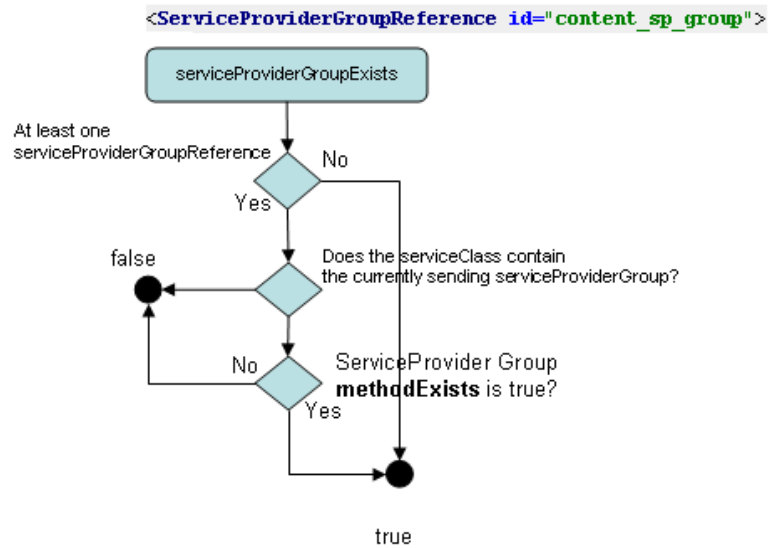 <ServiceProviderGroupReference id="content_sp_group">
serviceProviderGroupExists
At least one
serviceProviderGroupReference
No
Yes
false
Does the serviceClass contain
the currently sending serviceProviderGroup?
No
ServiceProvider Group
methodExists is true?
Yes
true